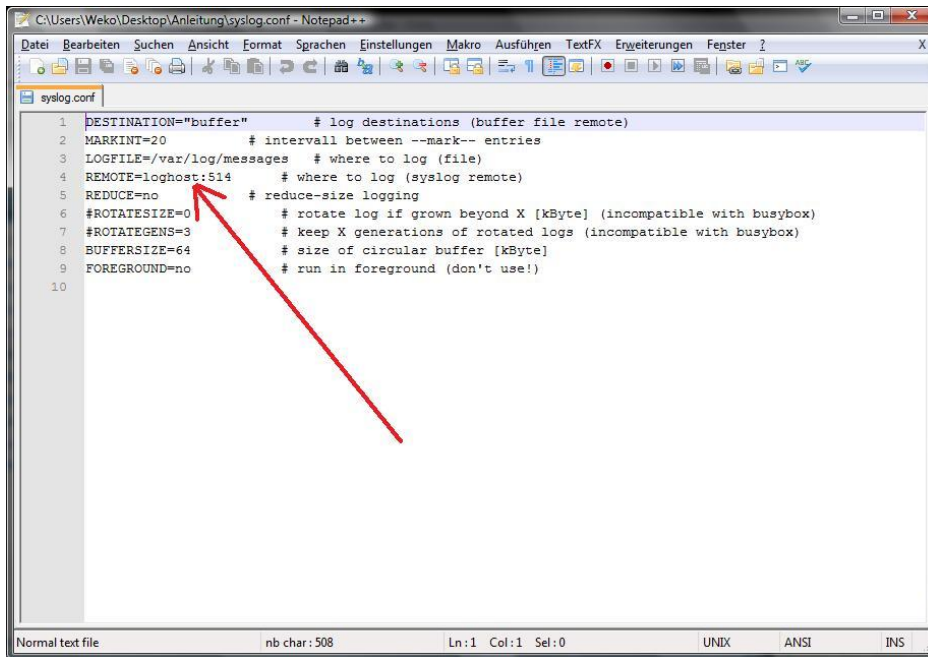 C:\Users\Weko\Desktop\Anleitung\syslog.conf - Notepad++
Datei Bearbeiten Suchen Ansicht Format Sprachen Einstellungen Makro Ausführen TextFX Erweiterungen Fenster ? X
syslog.conf
1 DESTINATION="buffer" # log destinations (buffer file remote)
2 MARKINT=20 # intervall between --mark-- entries
3 LOGFILE=/var/log/messages # where to log (file)
4 REMOTE=loghost:514 # where to log (syslog remote)
5 REDUCE=no # reduce-size logging
6 #ROTATESIZE=0 # rotate log if grown beyond X [kByte] (incompatible with busybox)
7 #ROTATEGENS=3 # keep X generations of rotated logs (incompatible with busybox)
8 BUFFERSIZE=64 # size of circular buffer [kByte]
9 FOREGROUND=no # run in foreground (don't use!)
10
Normal text file nb char : 508 Ln : 1 Col : 1 Sel : 0 UNIX ANSI INS